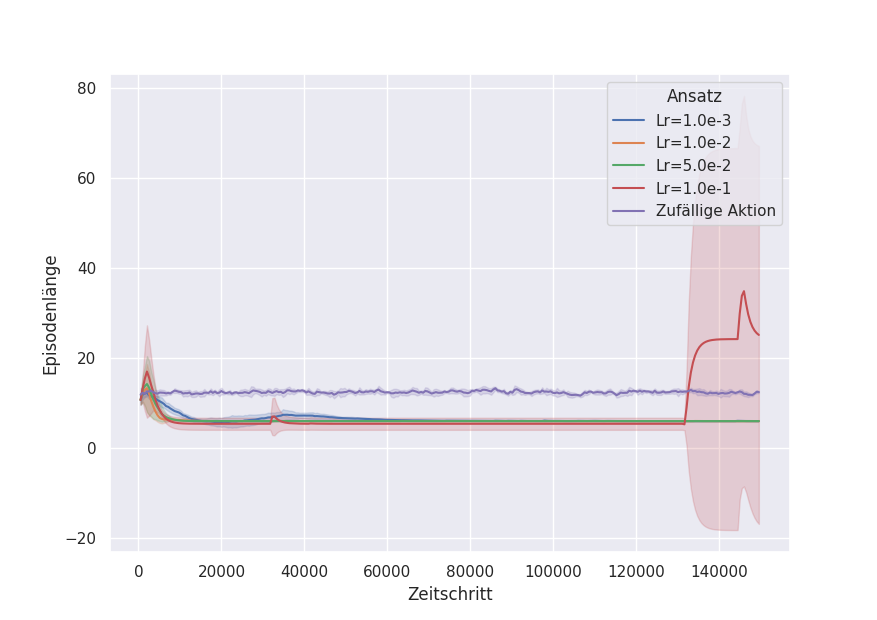 Ansatz
Lr=1.0e-3
Lr=1.0e-2
Lr=5.0e-2
Lr=1.0e-1
Zufällige Aktion
Episodenlänge
80
60
40
20
0
−20
0 20000 40000 60000 80000 100000 120000 140000
Zeitschritt